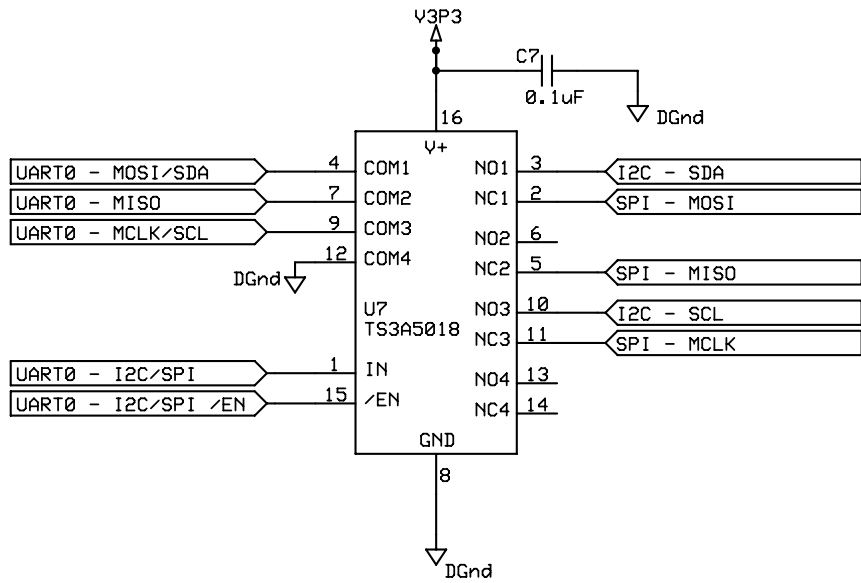 V3P3
C7
0.1uF
DGnd
16
V+
UART0 - MOSI/SDA 4 COM1 NO1 3 I2C - SDA
UART0 - MISO 7 COM2 NC1 2 SPI - MOSI
UART0 - MCLK/SCL 9 COM3 NO2 6
DGnd 12 COM4 NC2 5 SPI - MISO
U7 NO3 10 I2C - SCL
TS3A5018 NC3 11 SPI - MCLK
UART0 - I2C/SPI 1 IN NO4 13
UART0 - I2C/SPI /EN 15 /EN NC4 14
GND
8
DGnd